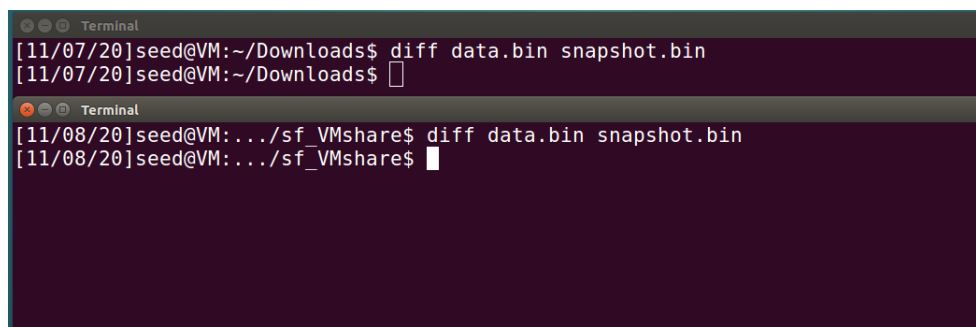 Terminal
[11/07/20]seed@VM:~/Downloads$ diff data.bin snapshot.bin
[11/07/20]seed@VM:~/Downloads$
Terminal
[11/08/20]seed@VM:.../sf_VMshare$ diff data.bin snapshot.bin
[11/08/20]seed@VM:.../sf_VMshare$